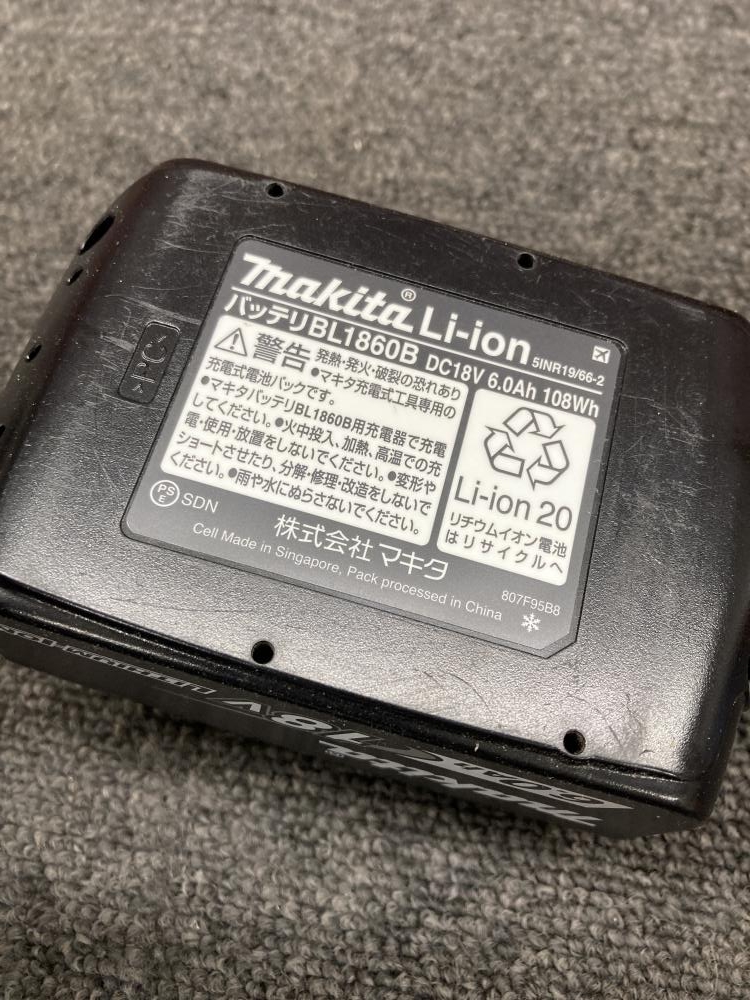 makita® Li-ion 5INR19/66-2
バッテリBL1860B DC18V 6.0Ah 108Wh
警告 発熱・発火・破裂の恐れあり
●マキタ充電式工具専用の
充電式電池パックです。
●マキタバッテリBL1860B用充電器で充電
してください。●火中投入、加熱、高温での充
電・使用・放置をしないでください。●変形や
ショートさせたり、分解・修理・改造をしないで
ください。●雨や水にぬらさないでください。
Li-ion 20
リチウムイオン電池
はリサイクルへ
PSE SDN
株式会社 マキタ
Cell Made in Singapore, Pack processed in China
807F95B8
>PC<
makita
6.0Ah 18V